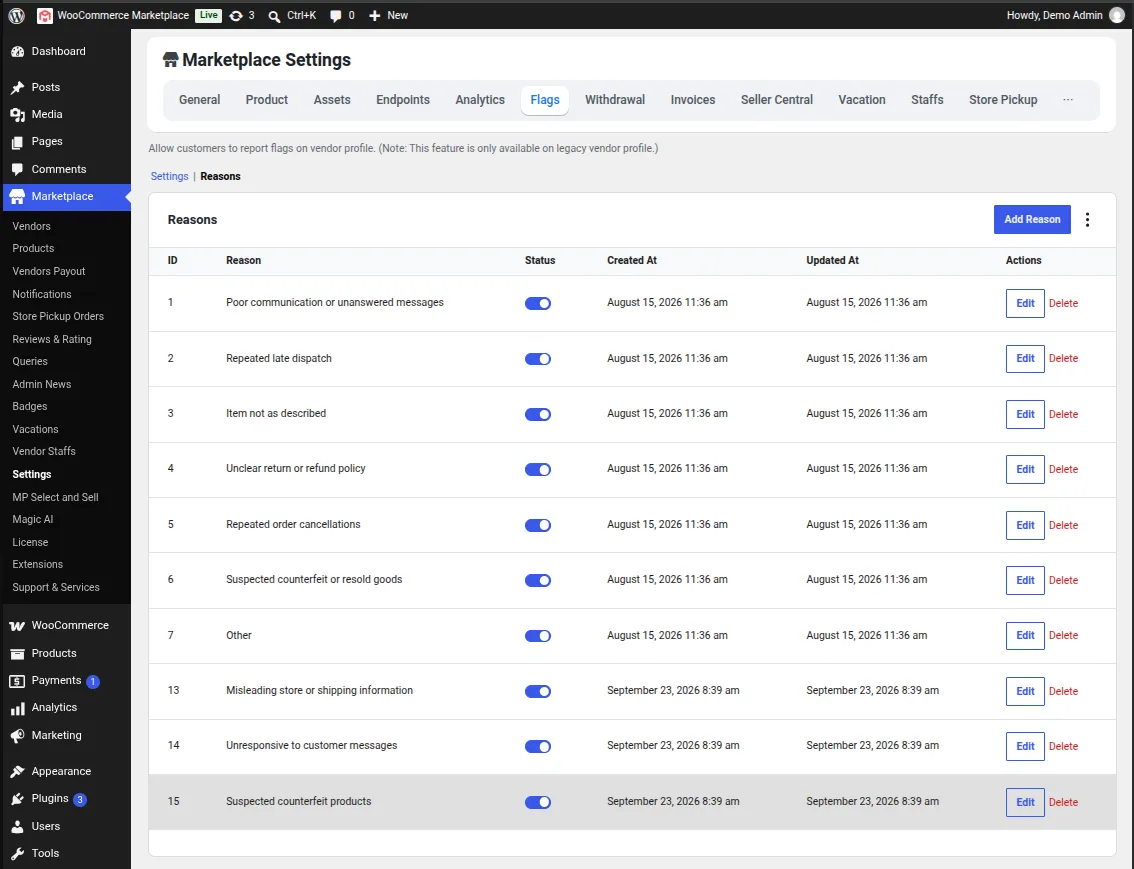 WooCommerce Marketplace Live 3 Ctrl+K 0 New Howdy, Demo Admin
Dashboard
Posts
Media
Pages
Comments
Marketplace
Vendors
Products
Vendors Payout
Notifications
Store Pickup Orders
Reviews & Rating
Queries
Admin News
Badges
Vacations
Vendor Staffs
Settings
MP Select and Sell
Magic AI
License
Extensions
Support & Services
WooCommerce
Products
Payments 1
Analytics
Marketing
Appearance
Plugins 3
Users
Tools
Marketplace Settings
General Product Assets Endpoints Analytics Flags Withdrawal Invoices Seller Central Vacation Staffs Store Pickup ...
Allow customers to report flags on vendor profile. (Note: This feature is only available on legacy vendor profile.)
Settings | Reasons
Reasons Add Reason
ID Reason Status Created At Updated At Actions
1 Poor communication or unanswered messages August 15, 2026 11:36 am August 15, 2026 11:36 am Edit Delete
2 Repeated late dispatch August 15, 2026 11:36 am August 15, 2026 11:36 am Edit Delete
3 Item not as described August 15, 2026 11:36 am August 15, 2026 11:36 am Edit Delete
4 Unclear return or refund policy August 15, 2026 11:36 am August 15, 2026 11:36 am Edit Delete
5 Repeated order cancellations August 15, 2026 11:36 am August 15, 2026 11:36 am Edit Delete
6 Suspected counterfeit or resold goods August 15, 2026 11:36 am August 15, 2026 11:36 am Edit Delete
7 Other August 15, 2026 11:36 am August 15, 2026 11:36 am Edit Delete
13 Misleading store or shipping information September 23, 2026 8:39 am September 23, 2026 8:39 am Edit Delete
14 Unresponsive to customer messages September 23, 2026 8:39 am September 23, 2026 8:39 am Edit Delete
15 Suspected counterfeit products September 23, 2026 8:39 am September 23, 2026 8:39 am Edit Delete